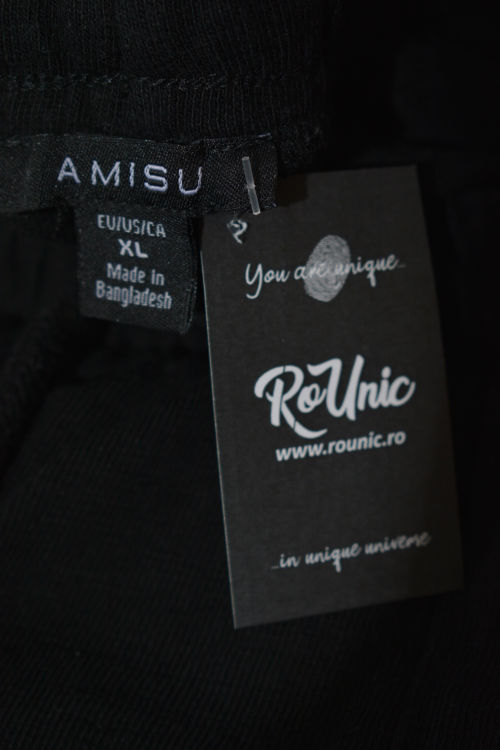 AMISU
EU/US/CA
XL
Made in
Bangladesh
You are unique...
RoUnic
www.rounic.ro
...in unique universe